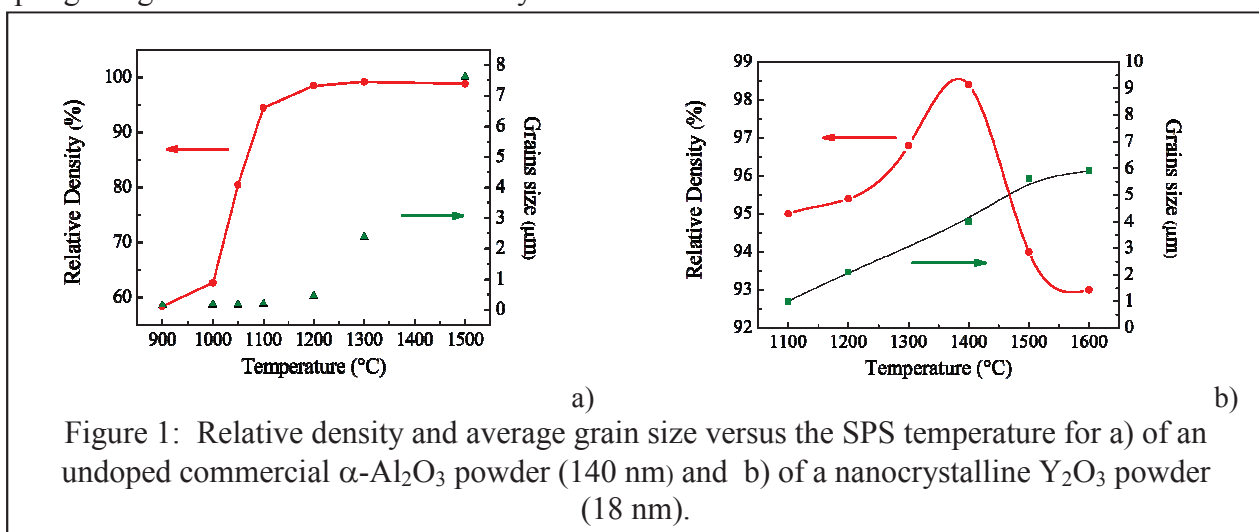 100
90
80
70
60
Relative Density (%)
900 1000 1100 1200 1300 1400 1500
Temperature (°C)
8
7
6
5
4
3
2
1
0
Grains size (µm)
a)
99
98
97
96
95
94
93
92
Relative Density (%)
1100 1200 1300 1400 1500 1600
Temperature (°C)
10
9
8
7
6
5
4
3
2
1
0
Grains size (µm)
b)
Figure 1: Relative density and average grain size versus the SPS temperature for a) of an
undoped commercial α-Al2O3 powder (140 nm) and b) of a nanocrystalline Y2O3 powder
(18 nm).